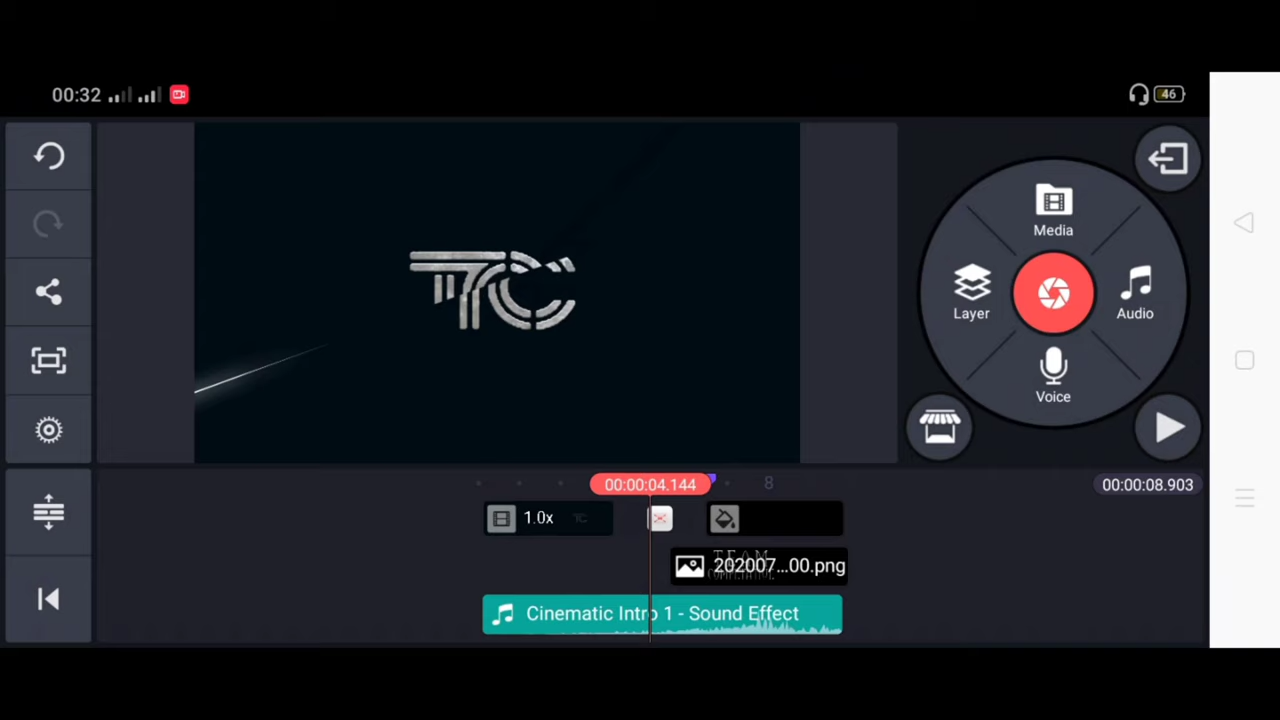 00:32
46
Media
Layer
Audio
Voice
TC
00:00:04.144
8
00:00:08.903
1.0x
TEAM
202007...00.png
Cinematic Intro 1 - Sound Effect